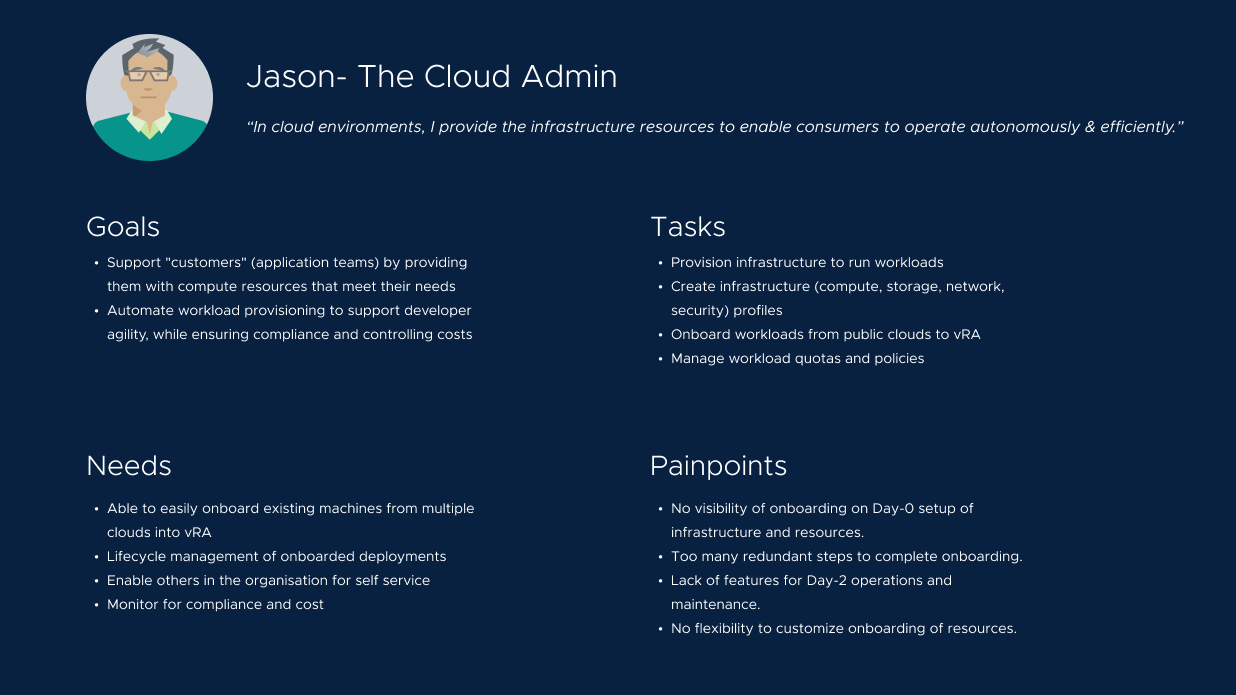 Jason- The Cloud Admin
“In cloud environments, I provide the infrastructure resources to enable consumers to operate autonomously & efficiently.”
Goals
• Support "customers" (application teams) by providing
them with compute resources that meet their needs
• Automate workload provisioning to support developer
agility, while ensuring compliance and controlling costs
Tasks
• Provision infrastructure to run workloads
• Create infrastructure (compute, storage, network,
security) profiles
• Onboard workloads from public clouds to vRA
• Manage workload quotas and policies
Needs
• Able to easily onboard existing machines from multiple
clouds into vRA
• Lifecycle management of onboarded deployments
• Enable others in the organisation for self service
• Monitor for compliance and cost
Painpoints
• No visibility of onboarding on Day-0 setup of
infrastructure and resources.
• Too many redundant steps to complete onboarding.
• Lack of features for Day-2 operations and
maintenance.
• No flexibility to customize onboarding of resources.